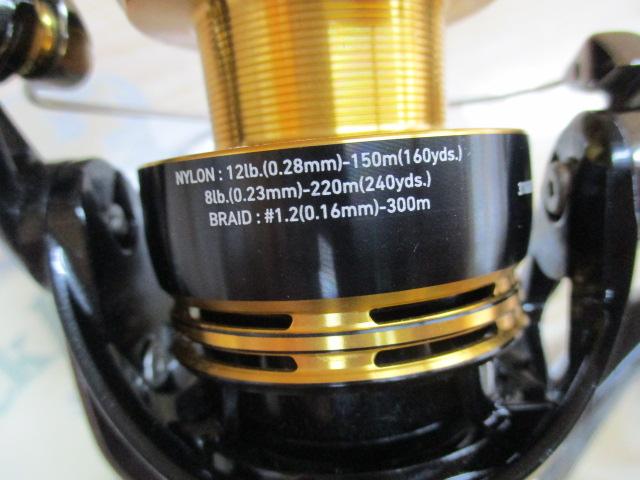 NYLON : 12lb.(0.28mm)-150m(160yds.)
8lb.(0.23mm)-220m(240yds.)
BRAID : #1.2(0.16mm)-300m